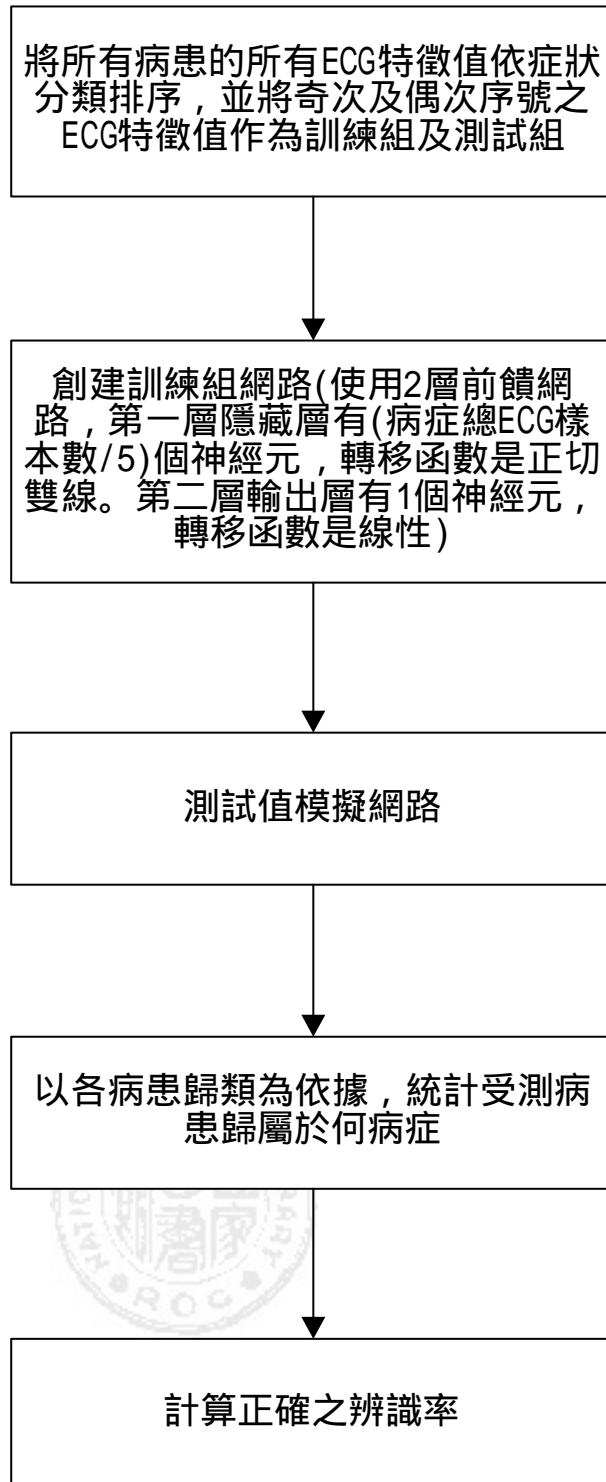 將所有病患的所有ECG特徵值依症狀
分類排序，並將奇次及偶次序號之
ECG特徵值作為訓練組及測試組
創建訓練組網路(使用2層前饋網
路，第一層隱藏層有(病症總ECG樣
本數/5)個神經元，轉移函數是正切
雙線。第二層輸出層有1個神經元，
轉移函數是線性)
測試值模擬網路
以各病患歸類為依據，統計受測病
患歸屬於何病症
計算正確之辨識率